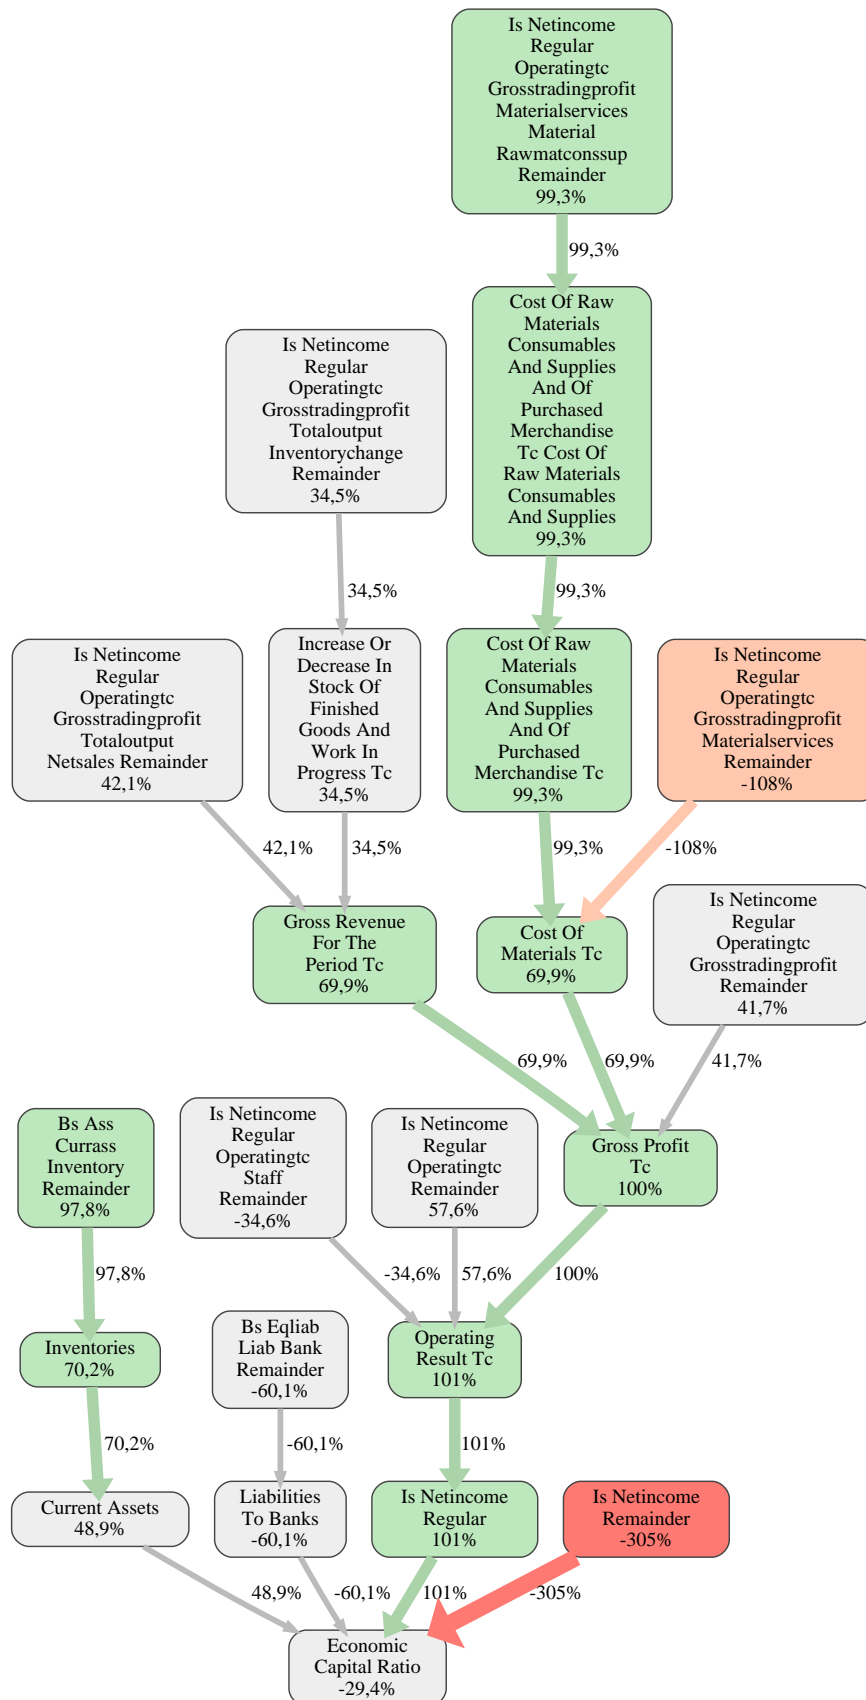 Is Netincome
Regular
Operatingtc
Grosstradingprofit
Materialservices
Material
Rawmatconssup
Remainder
99,3%
99,3%
Cost Of Raw
Materials
Consumables
And Supplies
And Of
Purchased
Merchandise
Tc Cost Of
Raw Materials
Consumables
And Supplies
99,3%
Is Netincome
Regular
Operatingtc
Grosstradingprofit
Totaloutput
Inventorychange
Remainder
34,5%
34,5%
99,3%
Is Netincome
Regular
Operatingtc
Grosstradingprofit
Totaloutput
Netsales Remainder
42,1%
Increase Or
Decrease In
Stock Of
Finished
Goods And
Work In
Progress Tc
34,5%
Cost Of Raw
Materials
Consumables
And Supplies
And Of
Purchased
Merchandise Tc
99,3%
Is Netincome
Regular
Operatingtc
Grosstradingprofit
Materialservices
Remainder
-108%
42,1%
34,5%
99,3%
-108%
Gross Revenue
For The
Period Tc
69,9%
Cost Of
Materials Tc
69,9%
Is Netincome
Regular
Operatingtc
Grosstradingprofit
Remainder
41,7%
69,9%
69,9%
41,7%
Bs Ass
Currass
Inventory
Remainder
97,8%
Is Netincome
Regular
Operatingtc
Staff
Remainder
-34,6%
Is Netincome
Regular
Operatingtc
Remainder
57,6%
Gross Profit
Tc
100%
97,8%
-34,6%
57,6%
100%
Inventories
70,2%
Bs Eqliab
Liab Bank
Remainder
-60,1%
Operating
Result Tc
101%
70,2%
-60,1%
101%
Current Assets
48,9%
Liabilities
To Banks
-60,1%
Is Netincome
Regular
101%
Is Netincome
Remainder
-305%
48,9%
-60,1%
101%
-305%
Economic
Capital Ratio
-29,4%